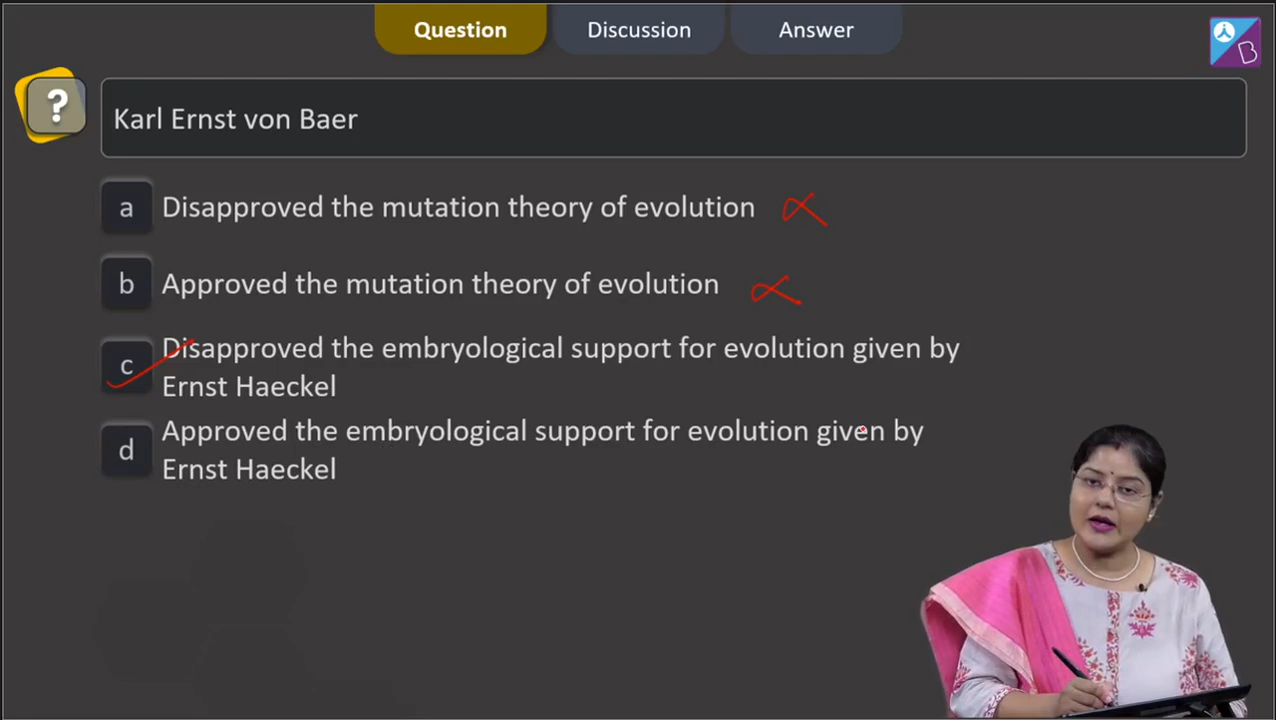 Question
Discussion
Answer
B
?
Karl Ernst von Baer
a
Disapproved the mutation theory of evolution
b
Approved the mutation theory of evolution
c
Disapproved the embryological support for evolution given by
Ernst Haeckel
d
Approved the embryological support for evolution given by
Ernst Haeckel